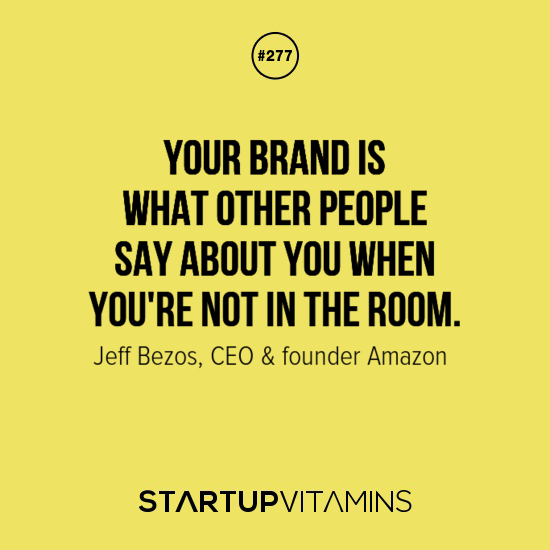 #277
YOUR BRAND IS
WHAT OTHER PEOPLE
SAY ABOUT YOU WHEN
YOU'RE NOT IN THE ROOM.
Jeff Bezos, CEO & founder Amazon
STARTUPVITAMINS